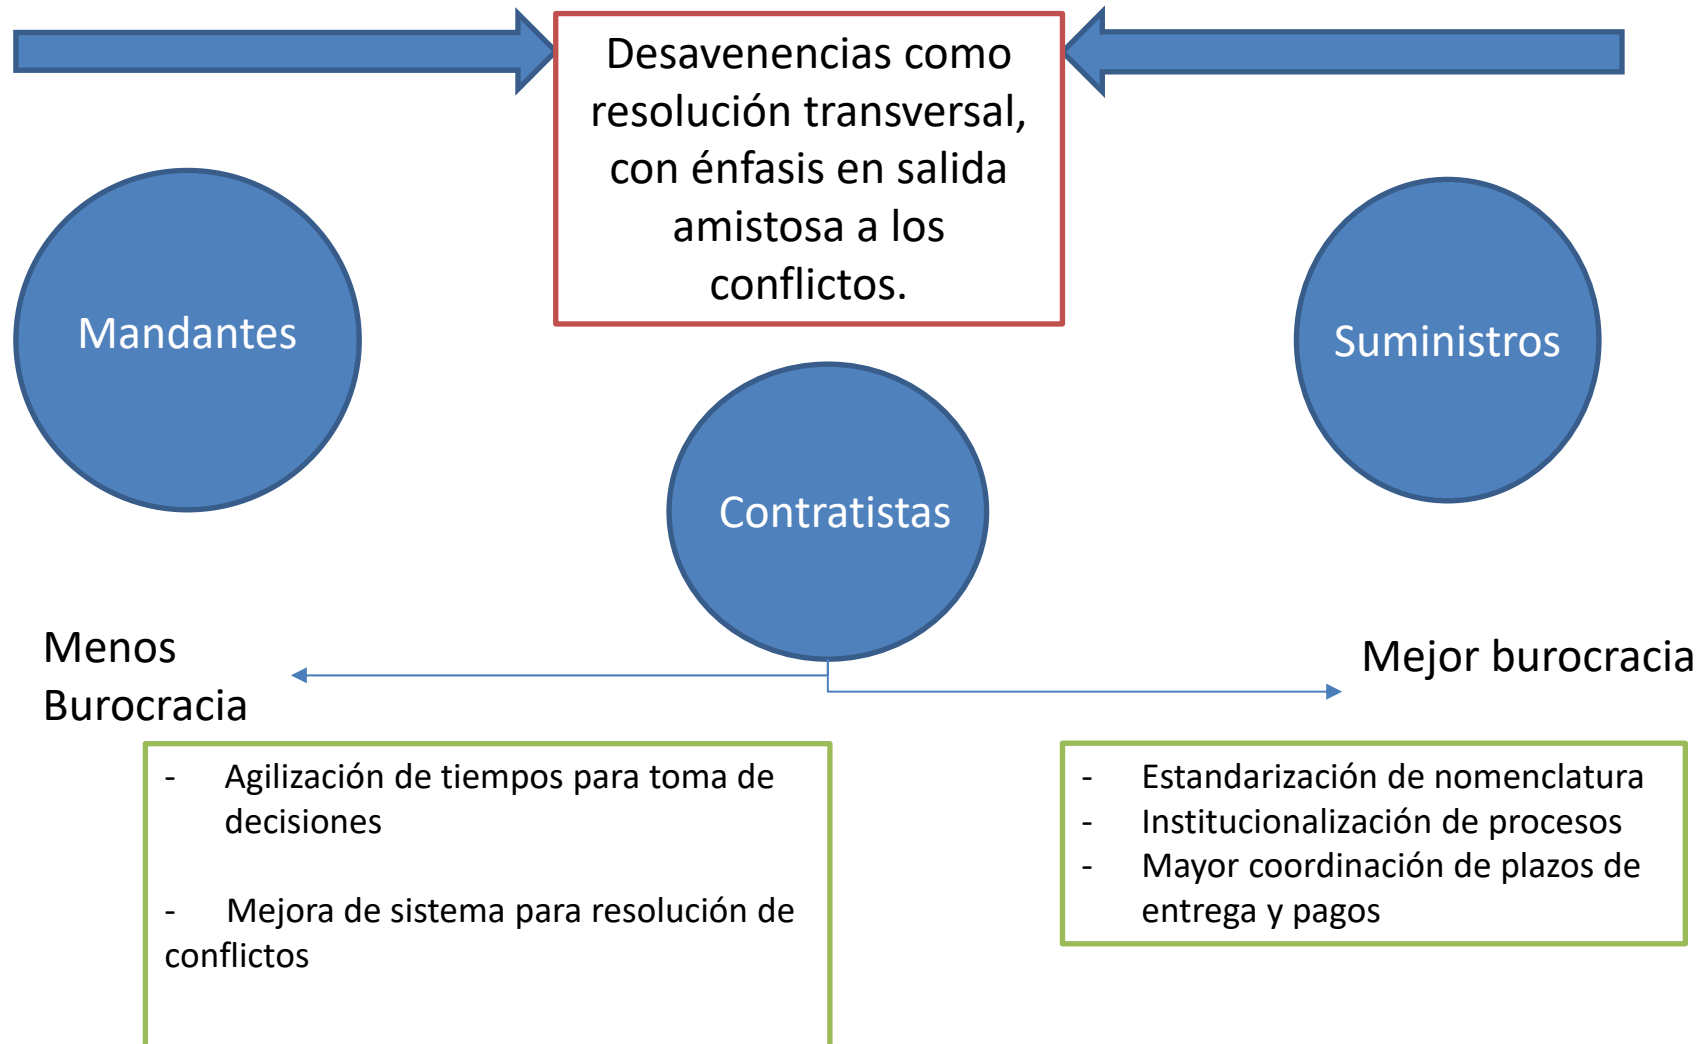 Desavenencias como
resolución transversal,
con énfasis en salida
amistosa a los
conflictos.
Mandantes
Suministros
Contratistas
Menos
Burocracia
Mejor burocracia
- Agilización de tiempos para toma de
decisiones
- Mejora de sistema para resolución de
conflictos
- Estandarización de nomenclatura
- Institucionalización de procesos
- Mayor coordinación de plazos de
entrega y pagos